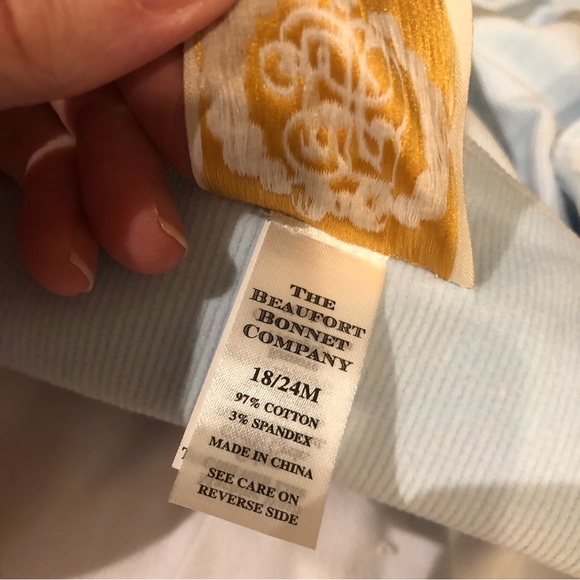 THE
BEAUFORT
BONNET
COMPANY
18/24M
97% COTTON
3% SPANDEX
MADE IN CHINA
SEE CARE ON
REVERSE SIDE